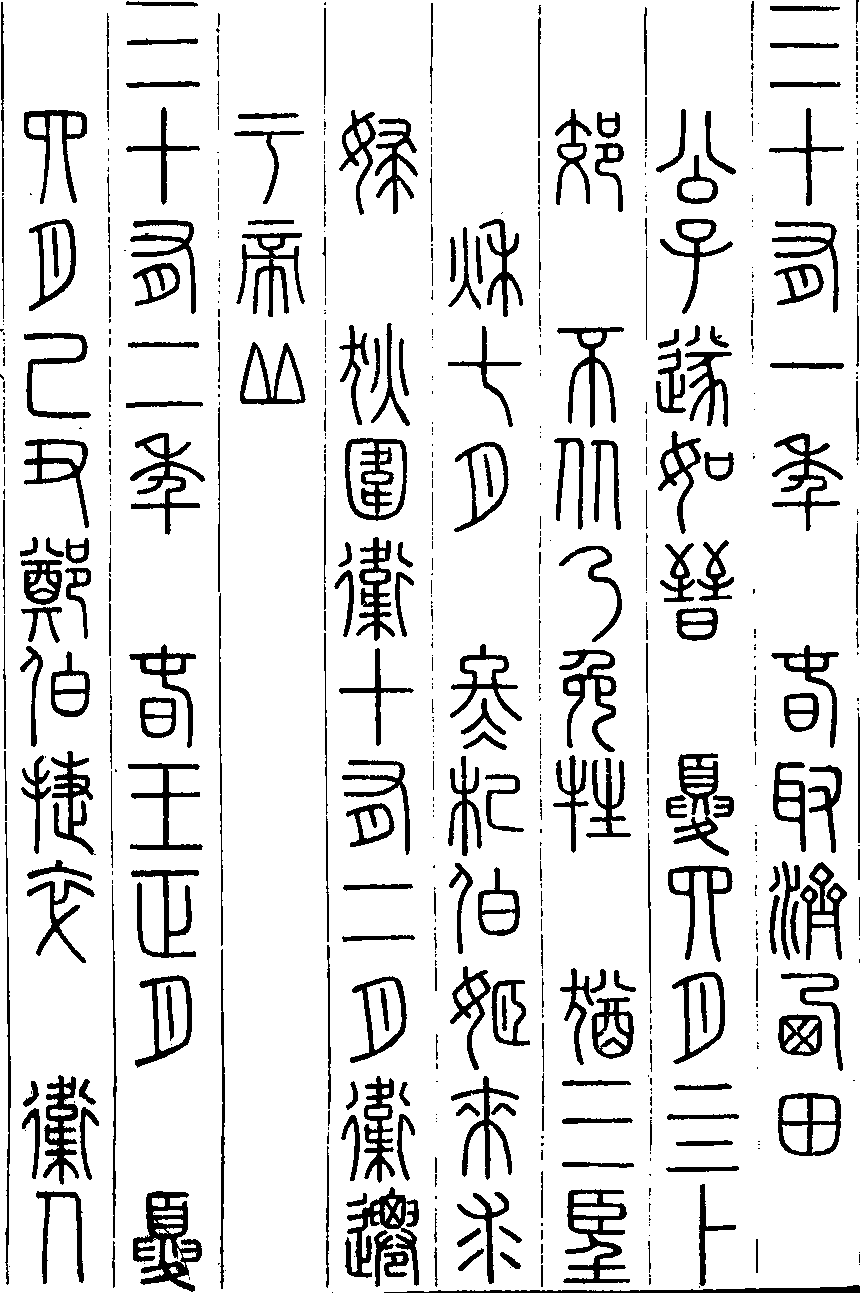 三十有一年 春取濟西田
公子遂如晉 夏四月四卜
郊 不從乃免牲 猶三望
秋七月 冬杞伯姬來求
婦 狄圍衛十有二月衛遷
于帝丘
三十有二年 春王正月 夏
四月己丑鄭伯捷卒 衛人